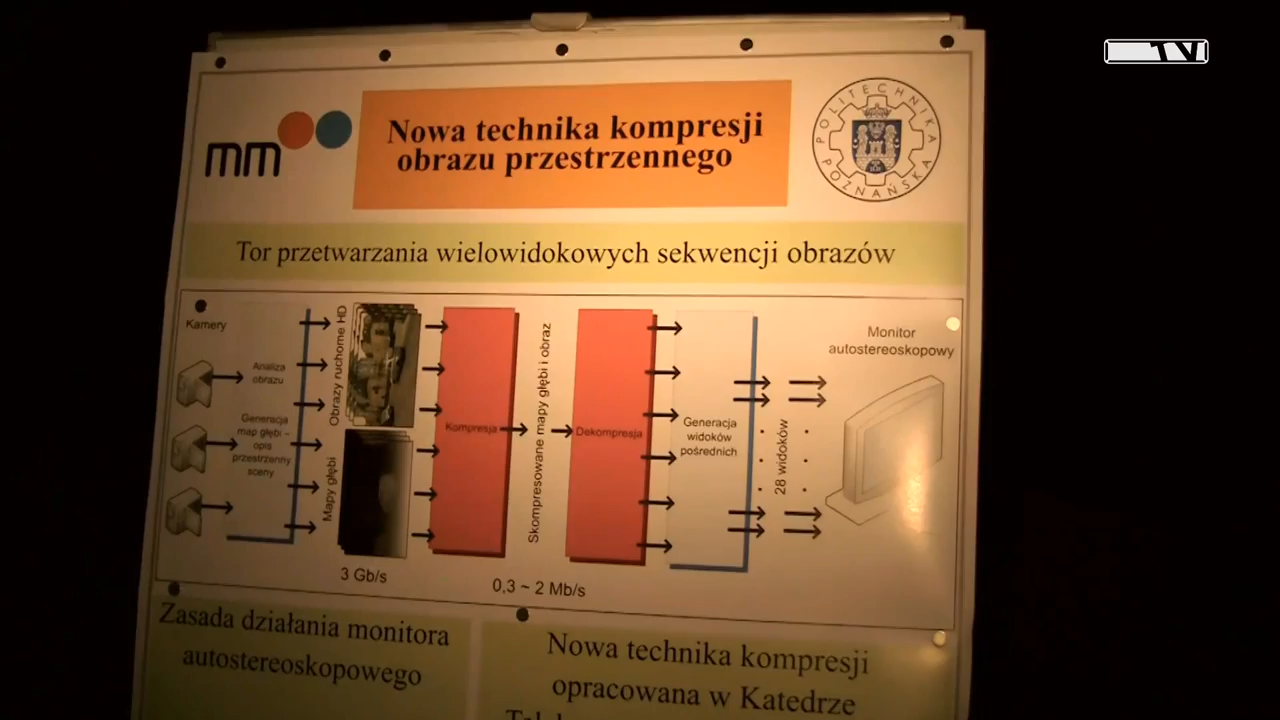 TV
mm
Nowa technika kompresji
obrazu przestrzennego
POLITECHNIKA POZNAŃSKA
Tor przetwarzania wielowidokowych sekwencji obrazów
Kamery
Analiza
obrazu
Generacja
map głębi –
opis
przestrzenny
sceny
Obrazy ruchome HD
Mapy głębi
3 Gb/s
Kompresja
Skompresowane mapy głębi i obraz
0,3 ~ 2 Mb/s
Dekompresja
Generacja
widoków
pośrednich
28 widoków
Monitor
autostereoskopowy
Zasada działania monitora
autostereoskopowego
Nowa technika kompresji
opracowana w Katedrze